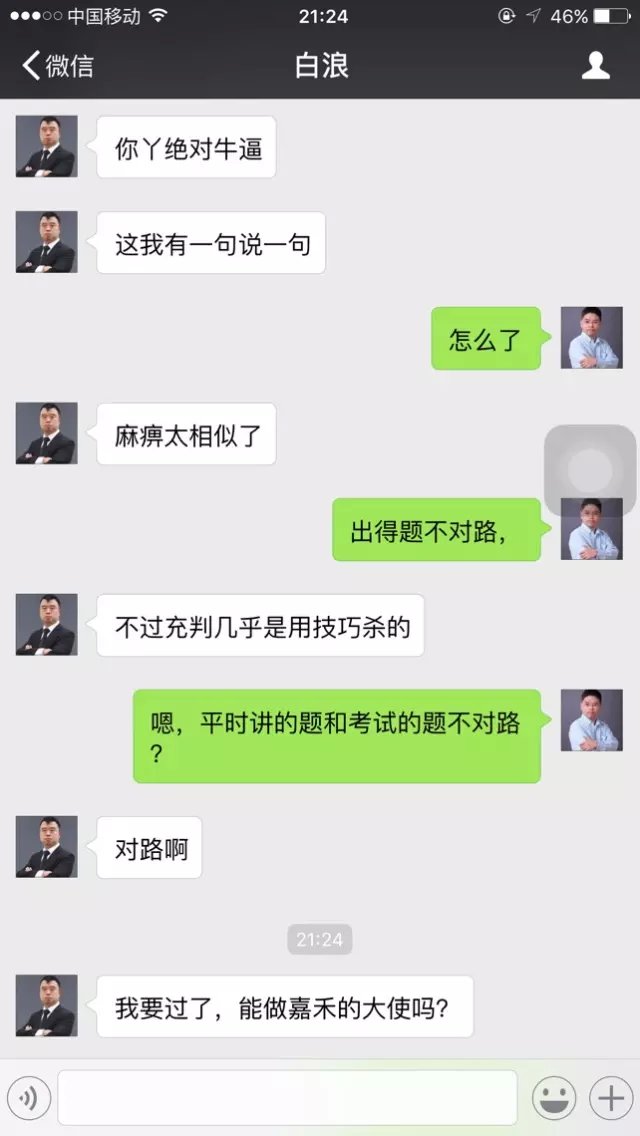 中国移动
21:24
46%
微信
白浪
你丫绝对牛逼
这我有一句说一句
怎么了
麻痹太相似了
出得题不对路，
不过充判几乎是用技巧杀的
嗯，平时讲的题和考试的题不对路
？
对路啊
21:24
我要过了，能做嘉禾的大使吗？